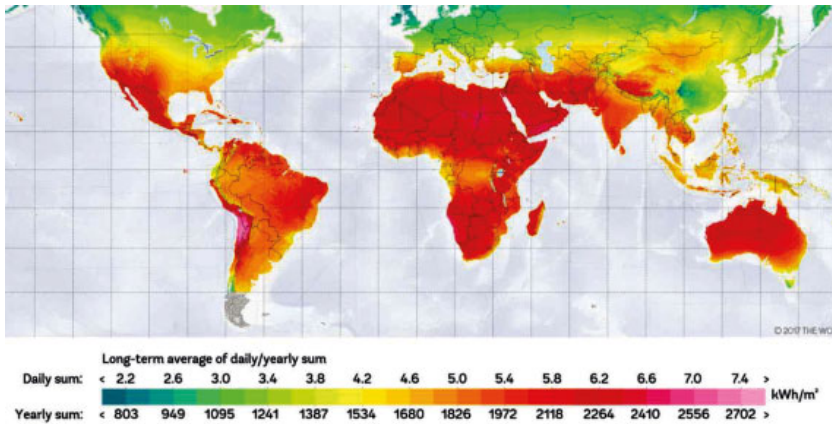 © 2017 THE WO
Long-term average of daily/yearly sum
Daily sum: < 2.2 2.6 3.0 3.4 3.8 4.2 4.6 5.0 5.4 5.8 6.2 6.6 7.0 7.4 >
kWh/m²
Yearly sum: < 803 949 1095 1241 1387 1534 1680 1826 1972 2118 2264 2410 2556 2702 >